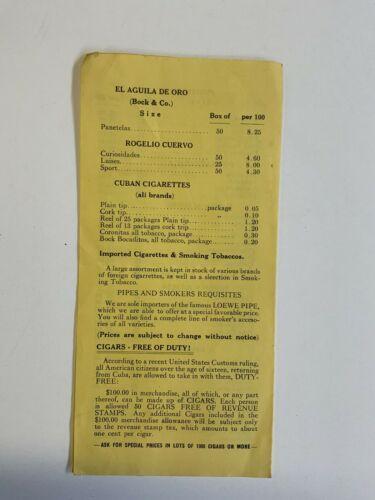 EL AGUILA DE ORO
(Bock & Co.)
Size Box of per 100
Panetelas 50 8.25
ROGELIO CUERVO
Curiosidades 50 4.60
Luises 25 8.00
Sport 50 4.30
CUBAN CIGARETTES
(all brands)
Plain tip package 0.05
Cork tip „ 0.10
Reel of 25 packages Plain tip 1.20
Reel of 13 packages cork trip 1.20
Coronitas all tobacco, package 0.30
Bock Bocaditos, all tobacco, package 0.20
Imported Cigarettes & Smoking Tobaccos.
A large assortment is kept in stock of various brands
of foreign cigarettes, as well as a sleection in Smok-
ing Tobacco.
PIPES AND SMOKERS REQUISITES
We are sole importers of the famous LOEWE PIPE,
which we are able to offer at a special favorable price.
You will also find a complete line of smoker's acceso-
ries of all varieties.
(Prices are subject to change without notice)
CIGARS - FREE OF DUTY!
According to a recent United States Customs ruling,
all American citizens over the age of sixteen, returning
from Cuba, are allowed to take in with them, DUTY-
FREE:
$100.00 in merchandise, all of which, or any part
thereof, can be made up of CIGARS. Each person
is allowed 50 CIGARS FREE OF REVENUE
STAMPS. Any additional Cigars included in the
$100.00 merchandise allowance will be subject only
to the revenue stamp tax, which amounts to about
one cent per cigar.
—ASK FOR SPECIAL PRICES IN LOTS OF 1000 CIGARS OR MORE—